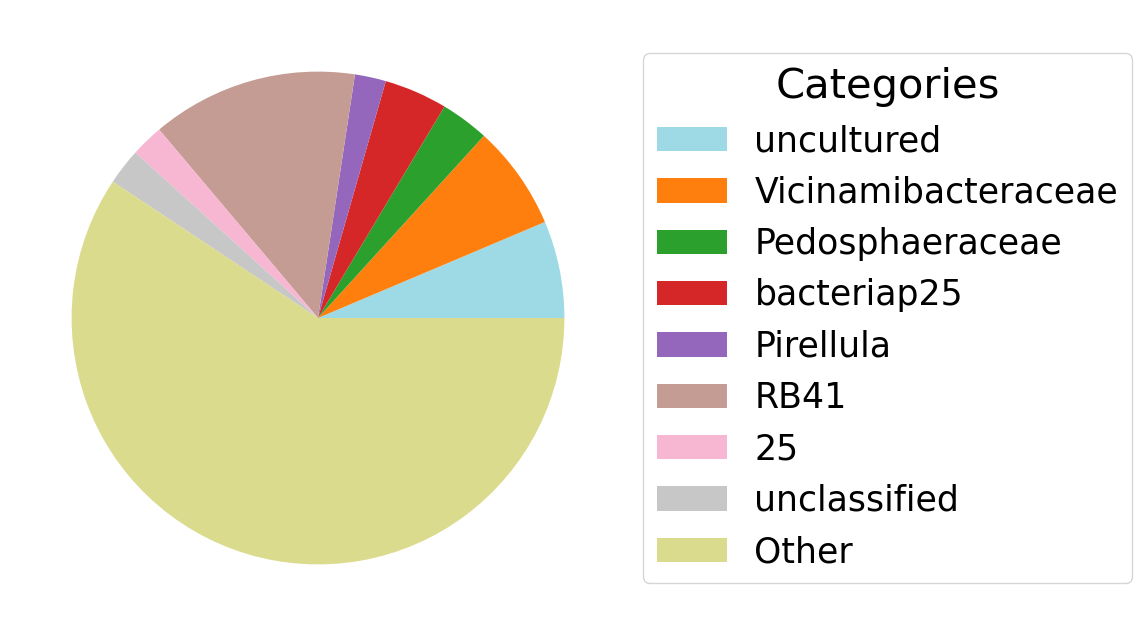 Categories
uncultured
Vicinamibacteraceae
Pedosphaeraceae
bacteriap25
Pirellula
RB41
25
unclassified
Other